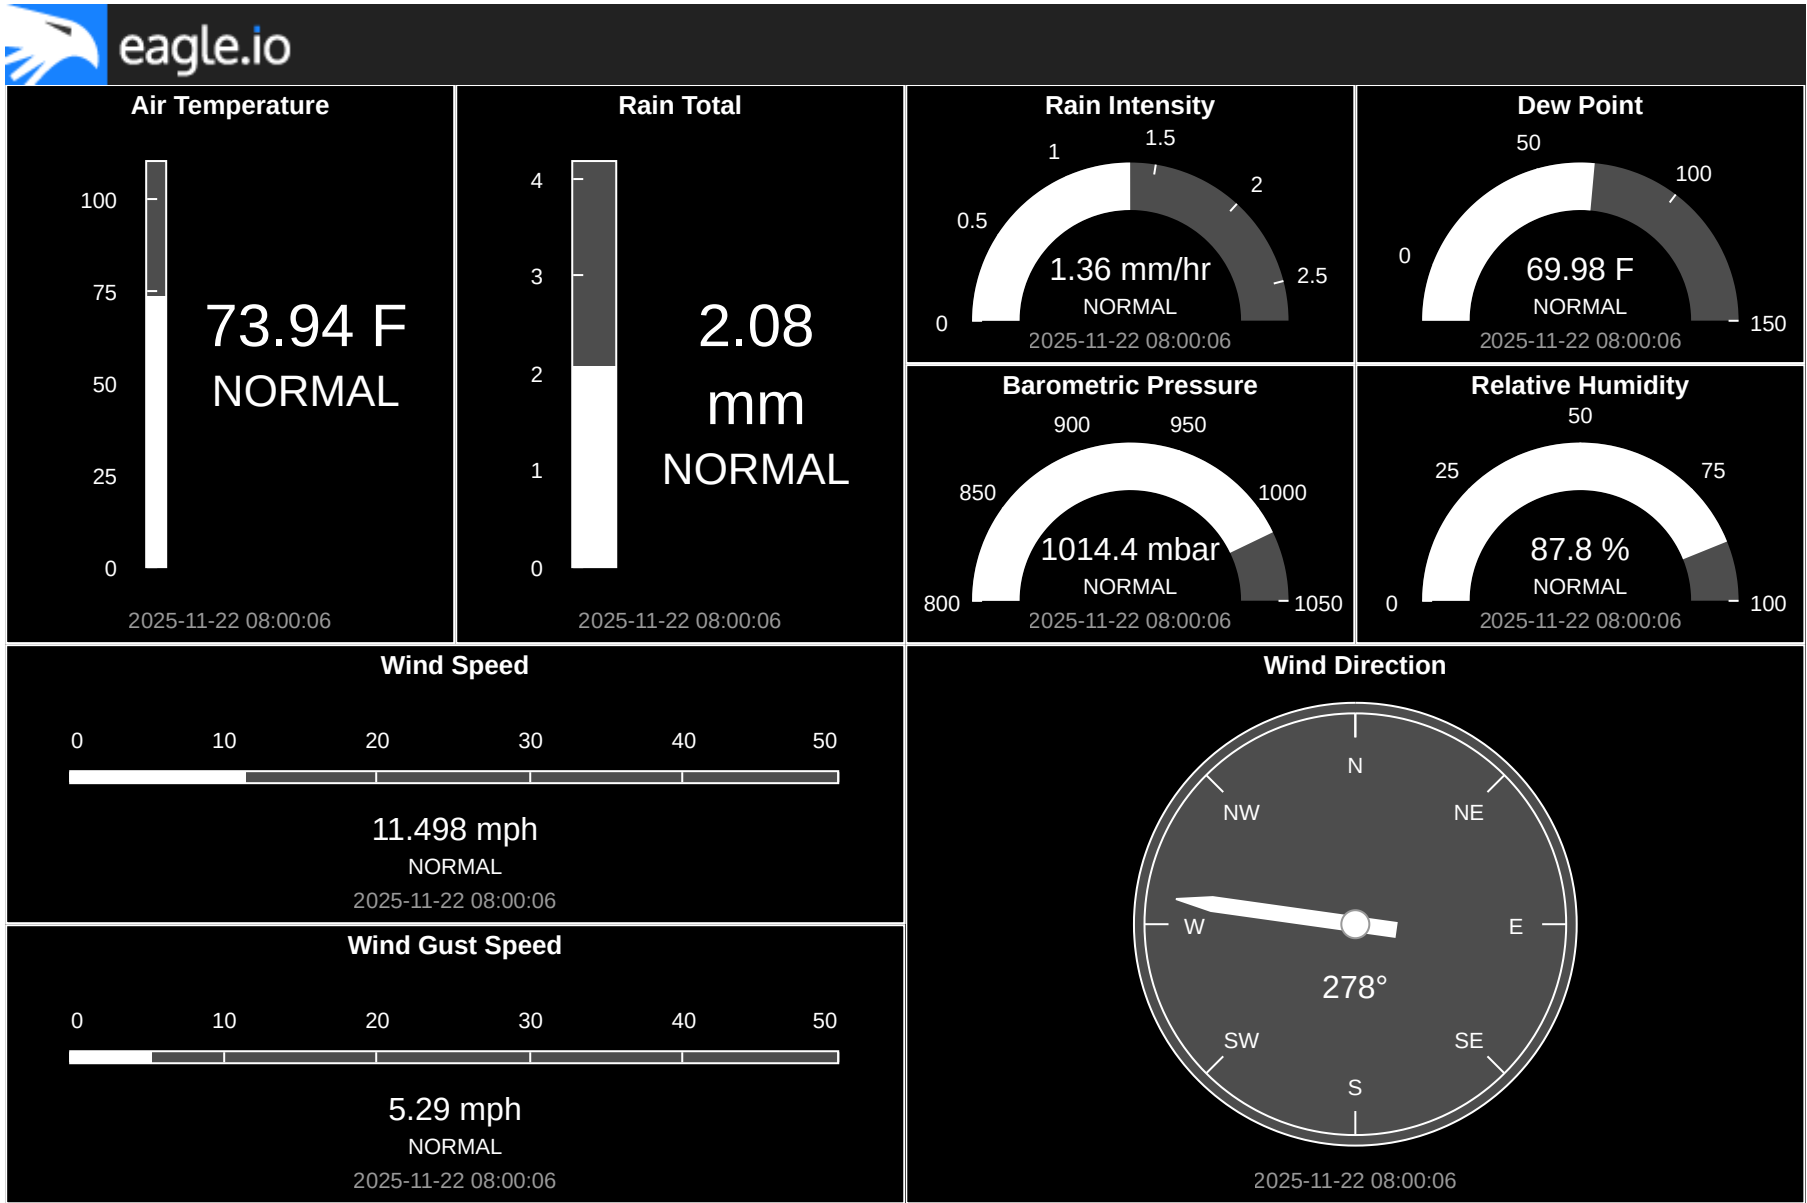 eagle.io
Air Temperature
100
75
50
25
0
73.94 F
NORMAL
2025-11-22 08:00:06
Rain Total
4
3
2
1
0
2.08
mm
NORMAL
2025-11-22 08:00:06
Rain Intensity
0
0.5
1
1.5
2
2.5
1.36 mm/hr
NORMAL
2025-11-22 08:00:06
Dew Point
0
50
100
150
69.98 F
NORMAL
2025-11-22 08:00:06
Barometric Pressure
800
850
900
950
1000
1050
1014.4 mbar
NORMAL
2025-11-22 08:00:06
Relative Humidity
0
25
50
75
100
87.8 %
NORMAL
2025-11-22 08:00:06
Wind Speed
0 10 20 30 40 50
11.498 mph
NORMAL
2025-11-22 08:00:06
Wind Gust Speed
0 10 20 30 40 50
5.29 mph
NORMAL
2025-11-22 08:00:06
Wind Direction
N
NW NE
W E
278°
SW SE
S
2025-11-22 08:00:06